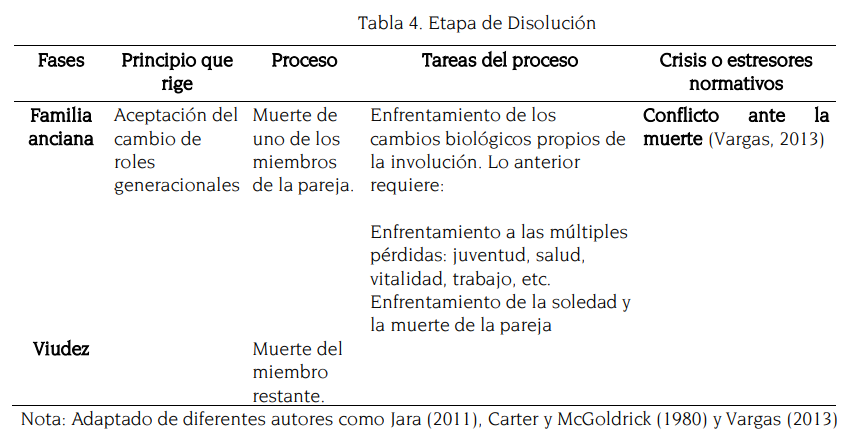 Tabla 4. Etapa de Disolución
Fases Principio que rige Proceso Tareas del proceso Crisis o estresores normativos
Familia anciana
Aceptación del
cambio de
roles
generacionales
Muerte de
uno de los
miembros
de la pareja.
Enfrentamiento de los
cambios biológicos propios de
la involución. Lo anterior
requiere:
Enfrentamiento a las múltiples
pérdidas: juventud, salud,
vitalidad, trabajo, etc.
Enfrentamiento de la soledad y
la muerte de la pareja
Conflicto ante la
muerte (Vargas, 2013)
Viudez
Muerte del
miembro
restante.
Nota: Adaptado de diferentes autores como Jara (2011), Carter y McGoldrick (1980) y Vargas (2013)